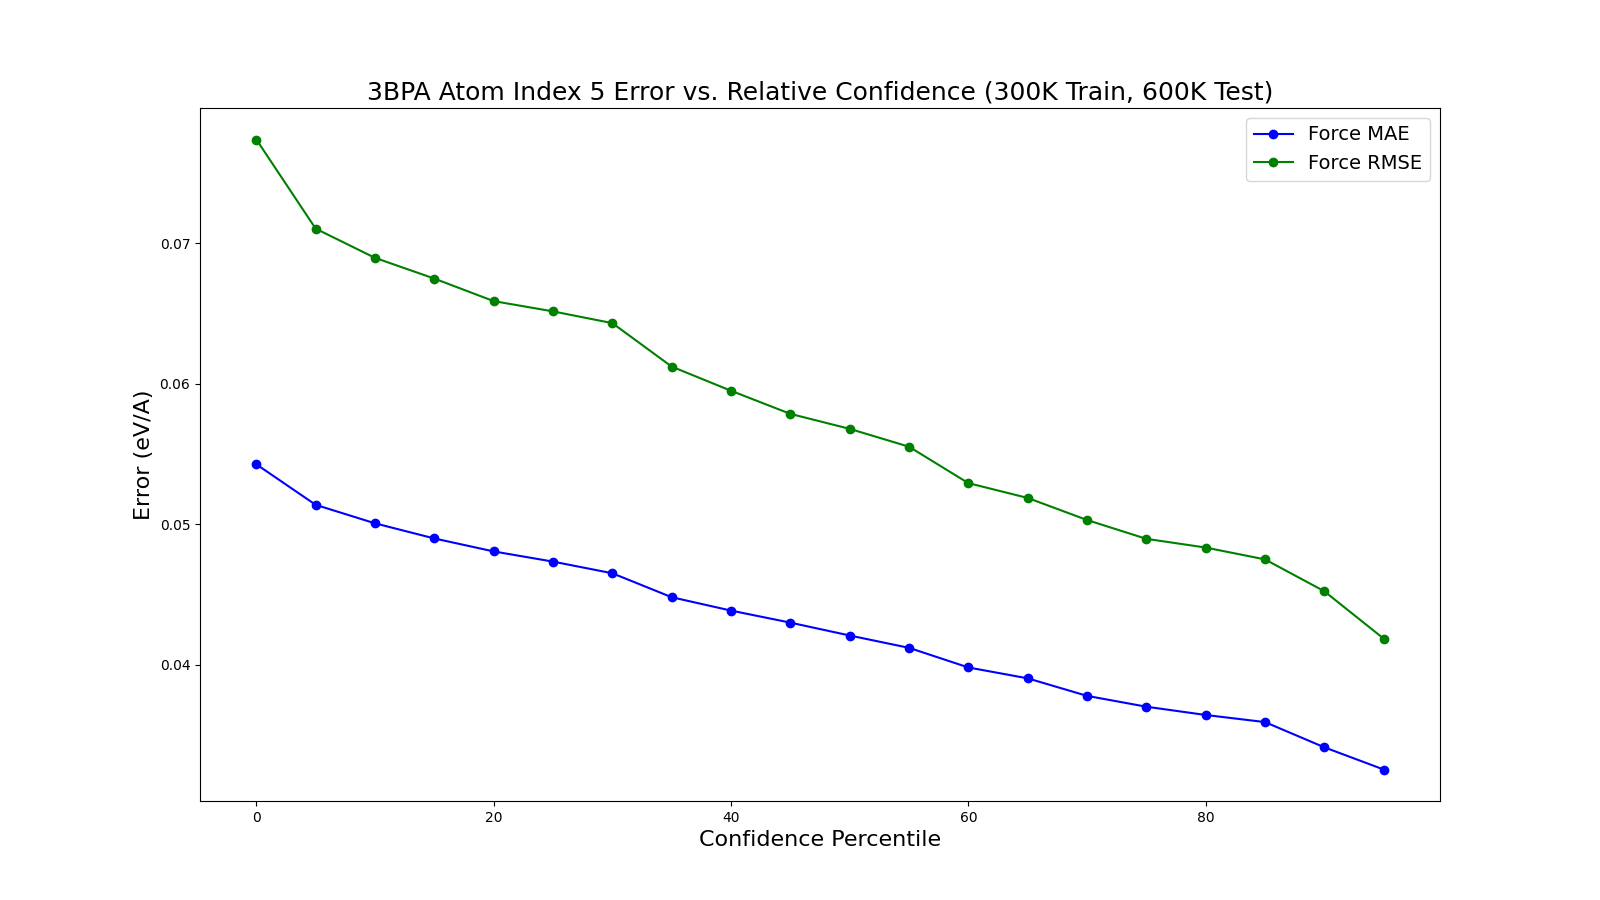 3BPA Atom Index 5 Error vs. Relative Confidence (300K Train, 600K Test)
Force MAE
Force RMSE
0.07
0.06
0.05
0.04
Error (eV/A)
0 20 40 60 80
Confidence Percentile